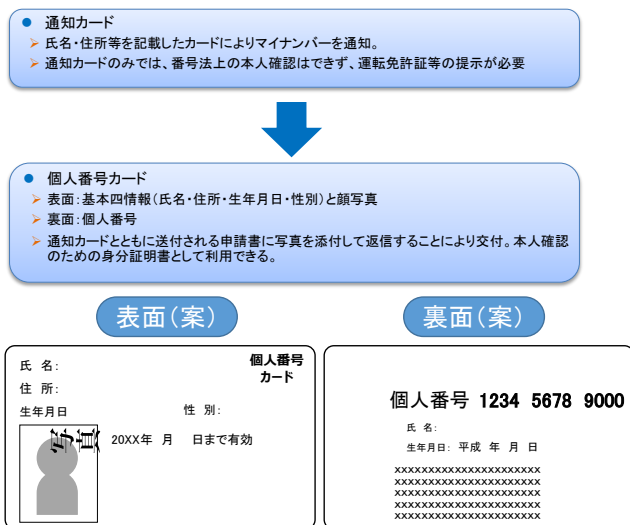 ● 通知カード
➢ 氏名・住所等を記載したカードによりマイナンバーを通知。
➢ 通知カードのみでは、番号法上の本人確認はできず、運転免許証等の提示が必要
● 個人番号カード
➢ 表面：基本四情報（氏名・住所・生年月日・性別）と顔写真
➢ 裏面：個人番号
➢ 通知カードとともに送付される申請書に写真を添付して返信することにより交付。本人確認
のための身分証明書として利用できる。
表面（案）
裏面（案）
氏 名：
個人番号
カード
住 所：
生年月日
性 別：
20XX年 月 日まで有効
個人番号 1234 5678 9000
氏 名：
生年月日： 平成 年 月 日
xxxxxxxxxxxxxxxxxxxxxx
xxxxxxxxxxxxxxxxxxxxxx
xxxxxxxxxxxxxxxxxxxxxx
xxxxxxxxxxxxxxxxxxxxxx
xxxxxxxxxxxxxxxxxxxxxx